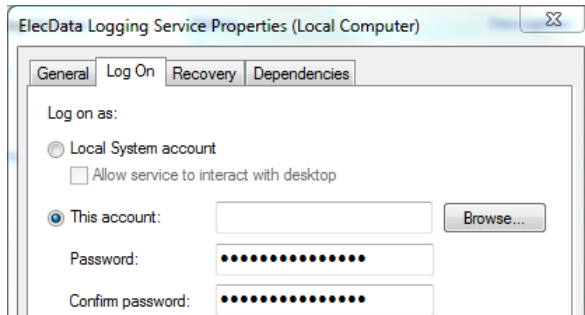 ElecData Logging Service Properties (Local Computer)
General Log On Recovery Dependencies
Log on as:
Local System account
Allow service to interact with desktop
This account: Browse...
Password: •••••••••••••••
Confirm password: •••••••••••••••